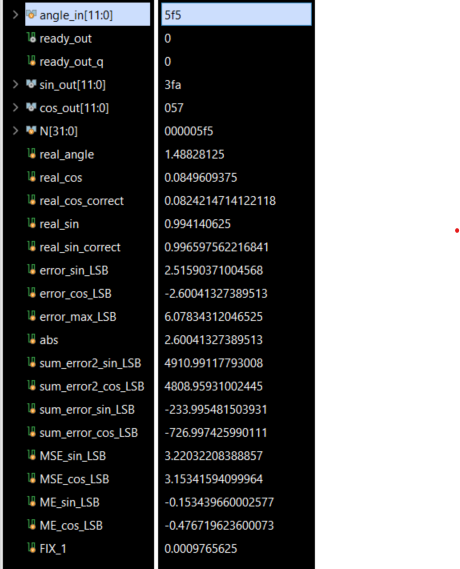 angle_in[11:0] 5f5
ready_out 0
ready_out_q 0
sin_out[11:0] 3fa
cos_out[11:0] 057
N[31:0] 000005f5
real_angle 1.48828125
real_cos 0.0849609375
real_cos_correct 0.0824214714122118
real_sin 0.994140625
real_sin_correct 0.996597562216841
error_sin_LSB 2.51590371004568
error_cos_LSB -2.60041327389513
error_max_LSB 6.07834312046525
abs 2.60041327389513
sum_error2_sin_LSB 4910.99117793008
sum_error2_cos_LSB 4808.95931002445
sum_error_sin_LSB -233.995481503931
sum_error_cos_LSB -726.997425990111
MSE_sin_LSB 3.22032208388857
MSE_cos_LSB 3.15341594099964
ME_sin_LSB -0.153439660002577
ME_cos_LSB -0.476719623600073
FIX_1 0.0009765625